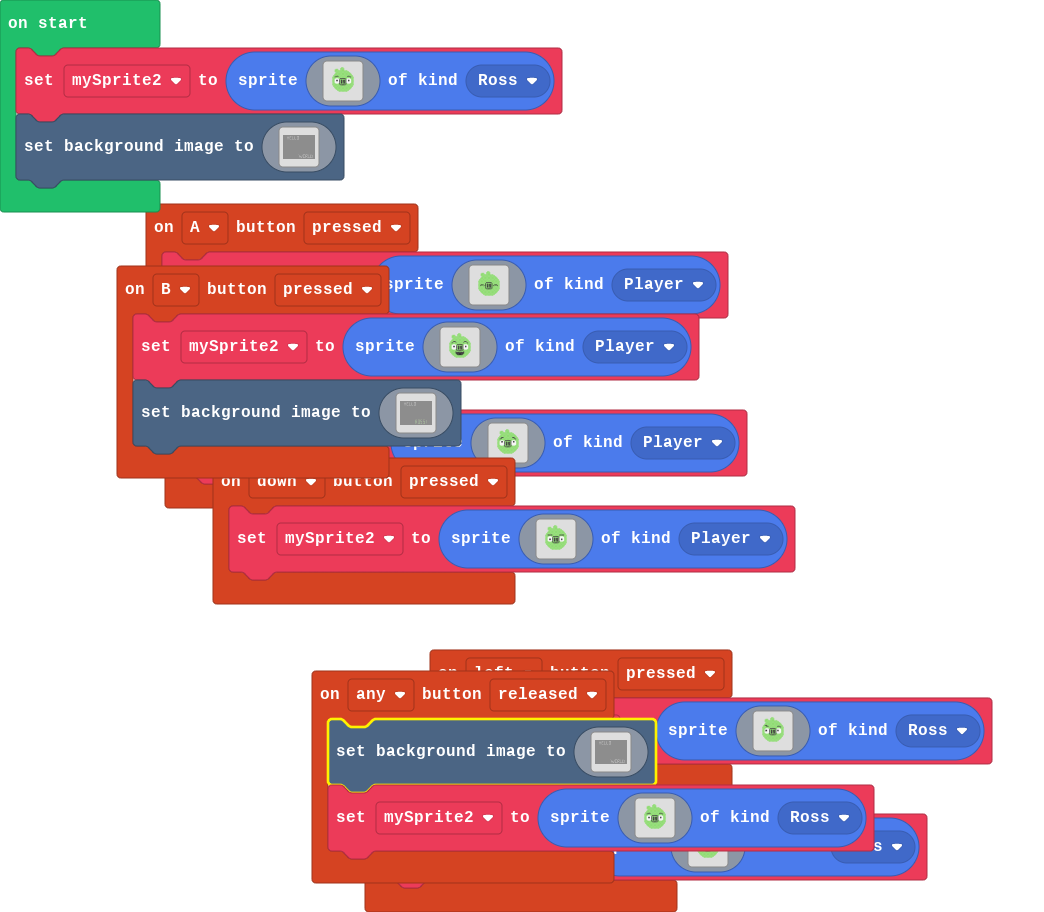 on start
set mySprite2 to sprite of kind Ross
set background image to
on A button pressed
sprite of kind Player
on B button pressed
set mySprite2 to sprite of kind Player
set background image to
of kind Player
on down button pressed
set mySprite2 to sprite of kind Player
on left button pressed
on any button released
sprite of kind Ross
set background image to
set mySprite2 to sprite of kind Ross